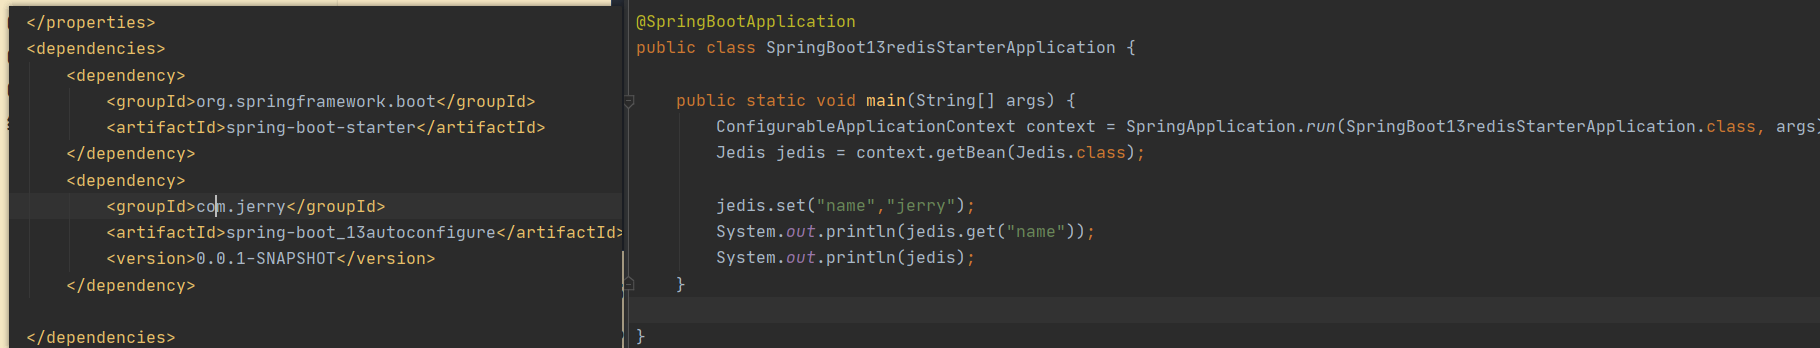 </properties>
<dependencies>
<dependency>
<groupId>org.springframework.boot</groupId>
<artifactId>spring-boot-starter</artifactId>
</dependency>
<dependency>
<groupId>com.jerry</groupId>
<artifactId>spring-boot_13autoconfigure</artifactId>
<version>0.0.1-SNAPSHOT</version>
</dependency>
</dependencies>
@SpringBootApplication
public class SpringBoot13redisStarterApplication {
public static void main(String[] args) {
ConfigurableApplicationContext context = SpringApplication.run(SpringBoot13redisStarterApplication.class, args)
Jedis jedis = context.getBean(Jedis.class);
jedis.set("name","jerry");
System.out.println(jedis.get("name"));
System.out.println(jedis);
}
}